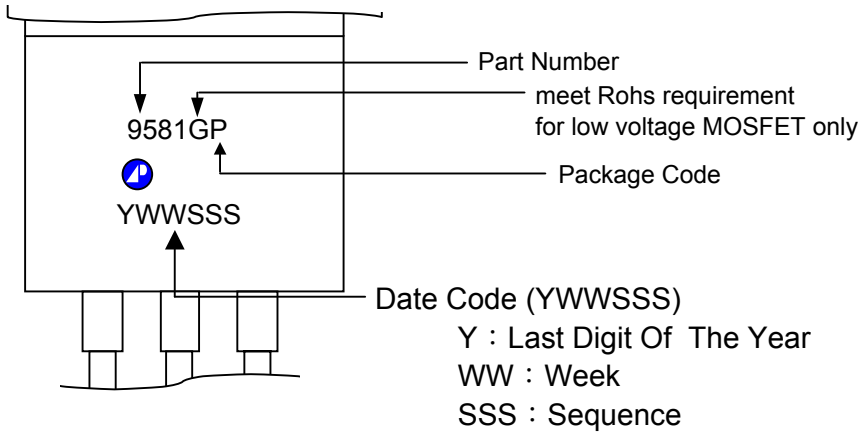 Part Number
meet Rohs requirement
for low voltage MOSFET only
9581GP
Package Code
YWWSSS
Date Code (YWWSSS)
Y：Last Digit Of The Year
WW：Week
SSS：Sequence